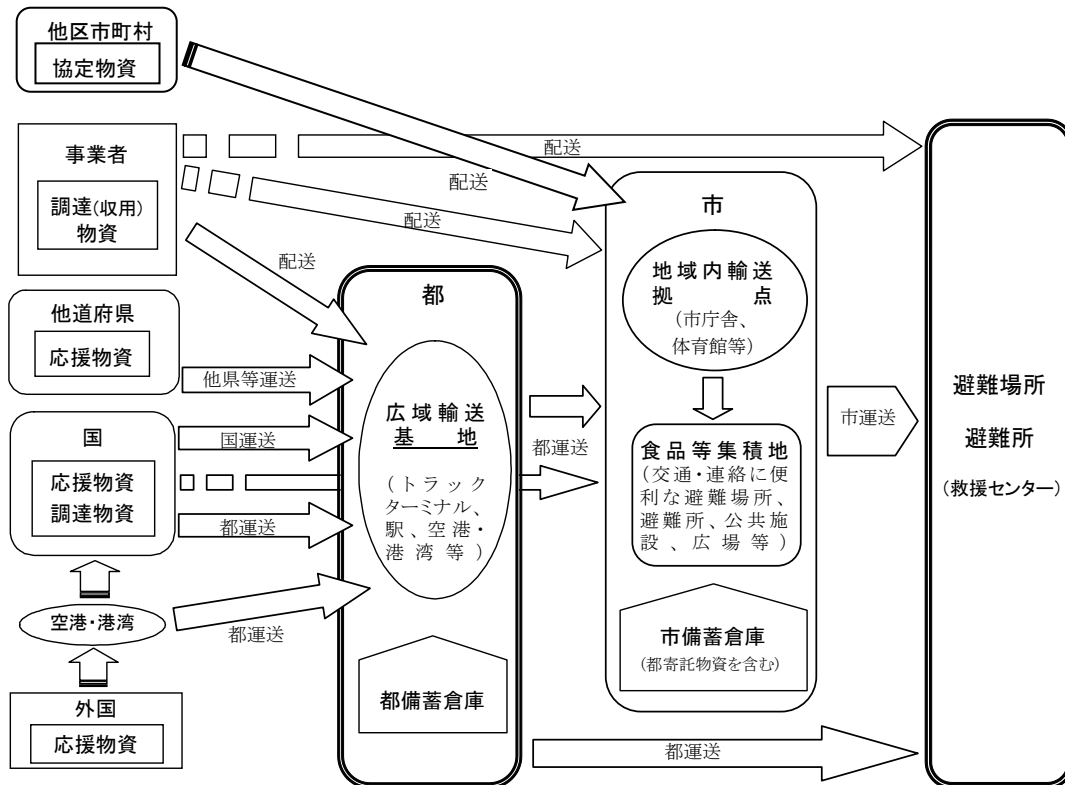 他区市町村
協定物資
事業者
調達(収用)
物資
他道府県
応援物資
国
応援物資
調達物資
空港・港湾
外国
応援物資
配送
配送
配送
配送
他県等運送
国運送
都運送
都運送
都
広域輸送
基地
(トラック
ターミナル、
駅、空港・
港湾等)
都備蓄倉庫
都運送
都運送
市
地域内輸送
拠点
(市庁舎、
体育館等)
食品等集積地
(交通・連絡に便
利な避難場所、
避難所、公共施
設、広場等)
市備蓄倉庫
(都寄託物資を含む)
市運送
避難場所
避難所
(救援センター)